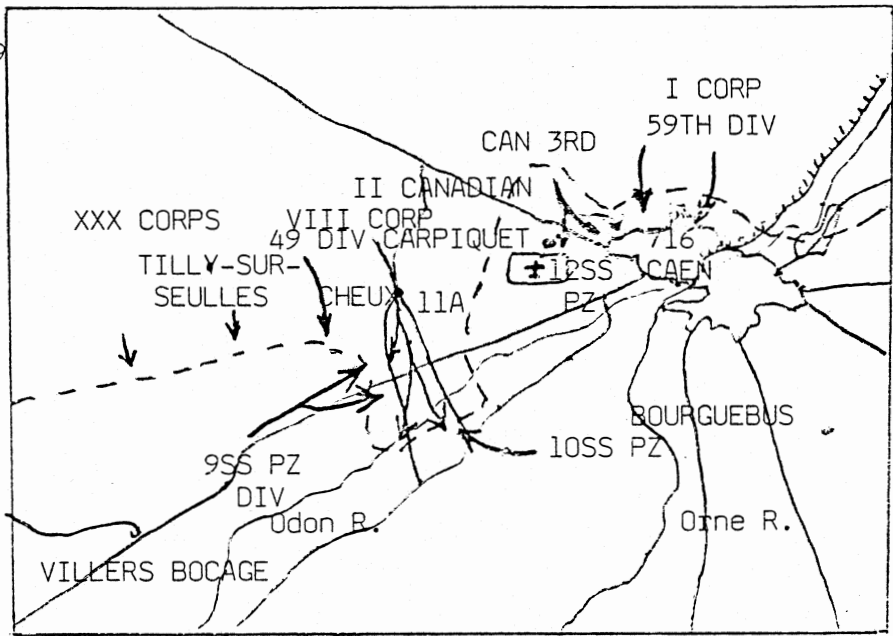 I CORP
59TH DIV
CAN 3RD
II CANADIAN
XXX CORPS
VIII CORP
49 DIV
CARPIQUET
716
TILLY-SUR-
SEULLES
12SS
PZ
CAEN
CHEUX
11A
BOURGUEBUS
10SS PZ
9SS PZ
DIV
Odon R.
Orne R.
VILLERS BOCAGE